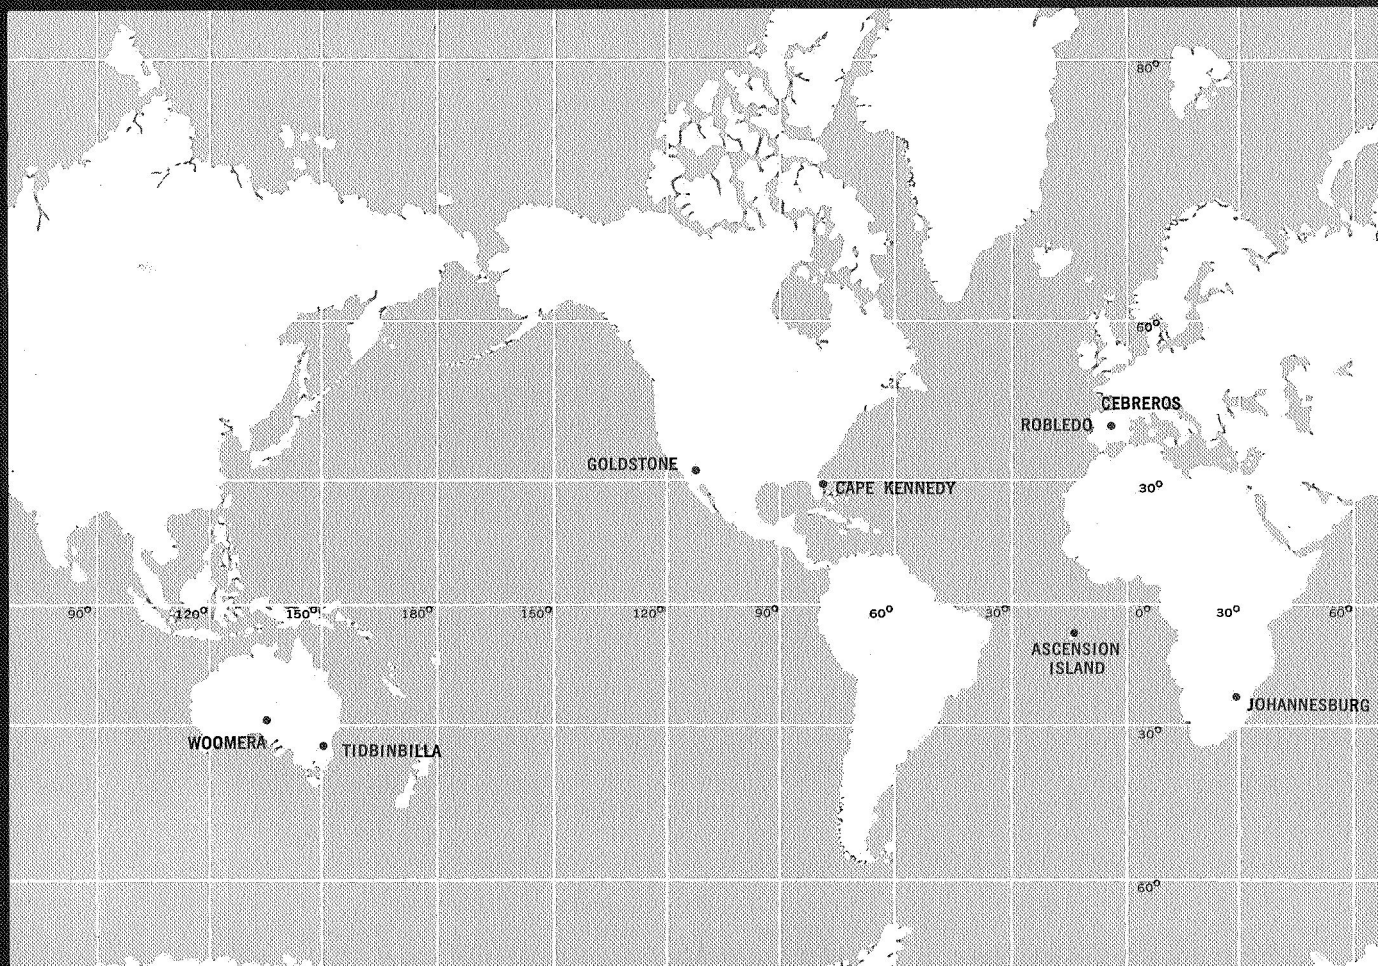 80°
60°
CEBREROS
ROBLEDO
GOLDSTONE
CAPE KENNEDY
30°
90° 120° 150° 180° 150° 120° 90° 60° 30° 0° 30° 60°
ASCENSION
ISLAND
JOHANNESBURG
30°
WOOMERA
TIDBINBILLA
60°